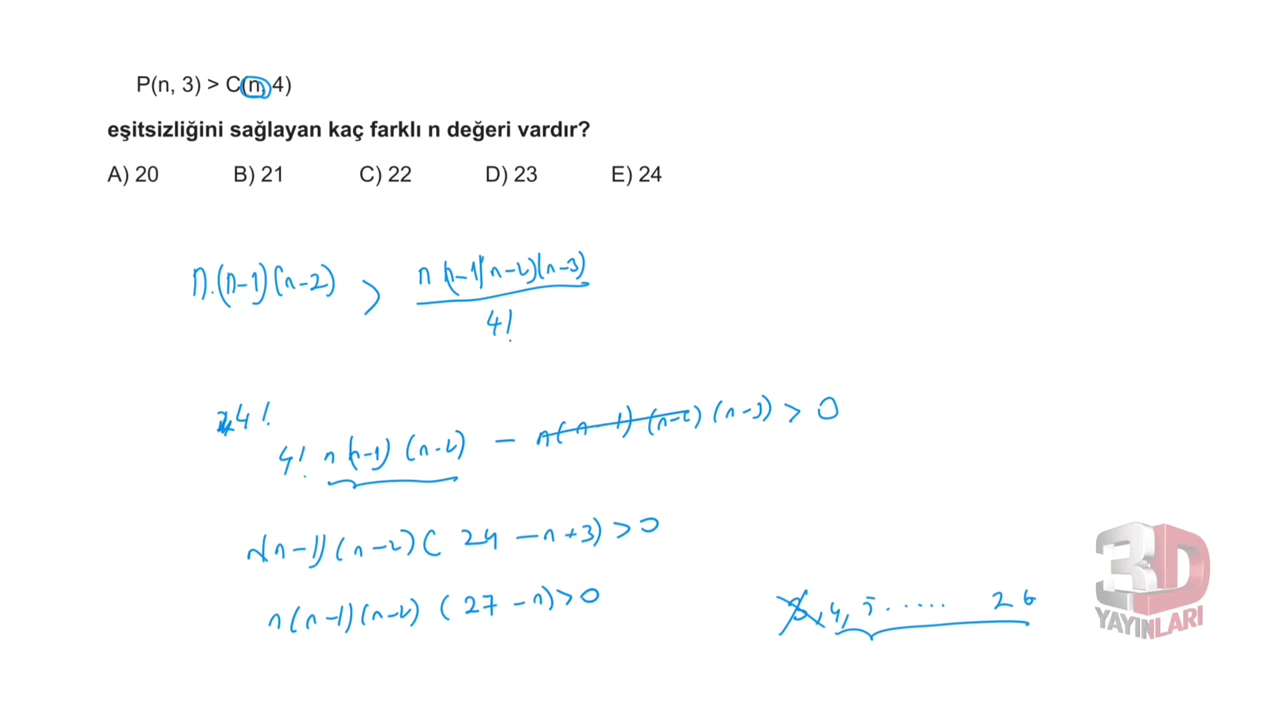 P(n, 3) > C(n, 4)
eşitsizliğini sağlayan kaç farklı n değeri vardır?
A) 20 B) 21 C) 22 D) 23 E) 24
n.(n-1)(n-2) > n(n-1)(n-2)(n-3)
4!
x4!
4! n(n-1)(n-2) - n(n-1)(n-2)(n-3) > 0
n(n-1)(n-2)(24-n+3) > 0
n(n-1)(n-2)(27-n) > 0
3, 4, 5...... 26
3D
YAYINLARI